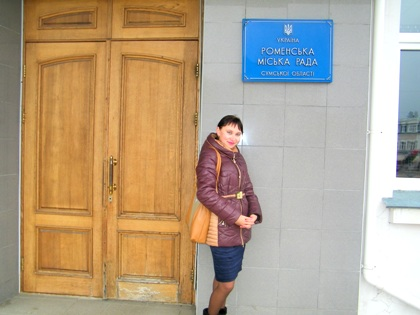 УКРАЇНА
РОМЕНСЬКА
МІСЬКА РАДА
СУМСЬКОЇ ОБЛАСТІ